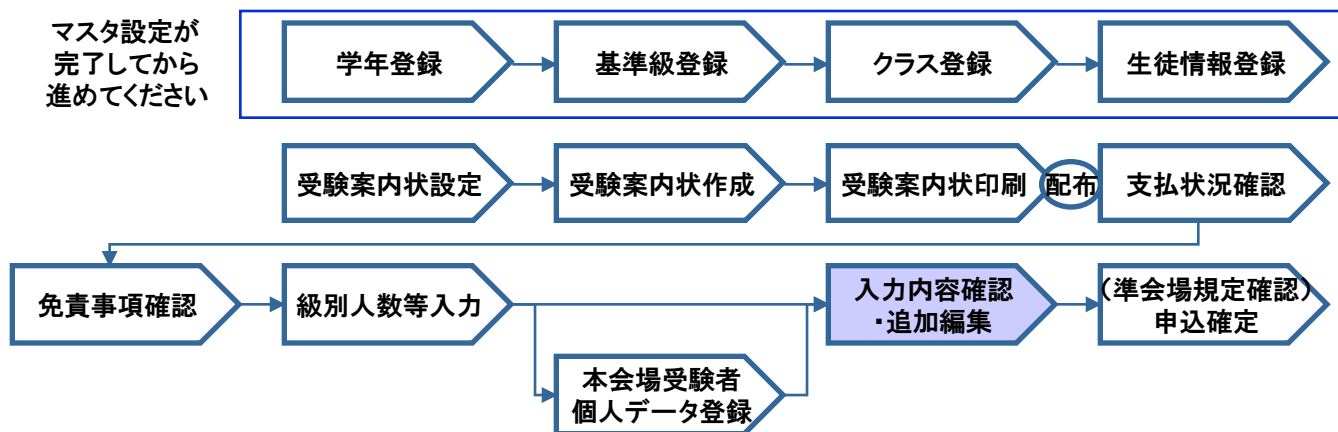 マスタ設定が
完了してから
進めてください
学年登録
基準級登録
クラス登録
生徒情報登録
受験案内状設定
受験案内状作成
受験案内状印刷
配布
支払状況確認
免責事項確認
級別人数等入力
入力内容確認
・追加編集
（準会場規定確認）
申込確定
本会場受験者
個人データ登録